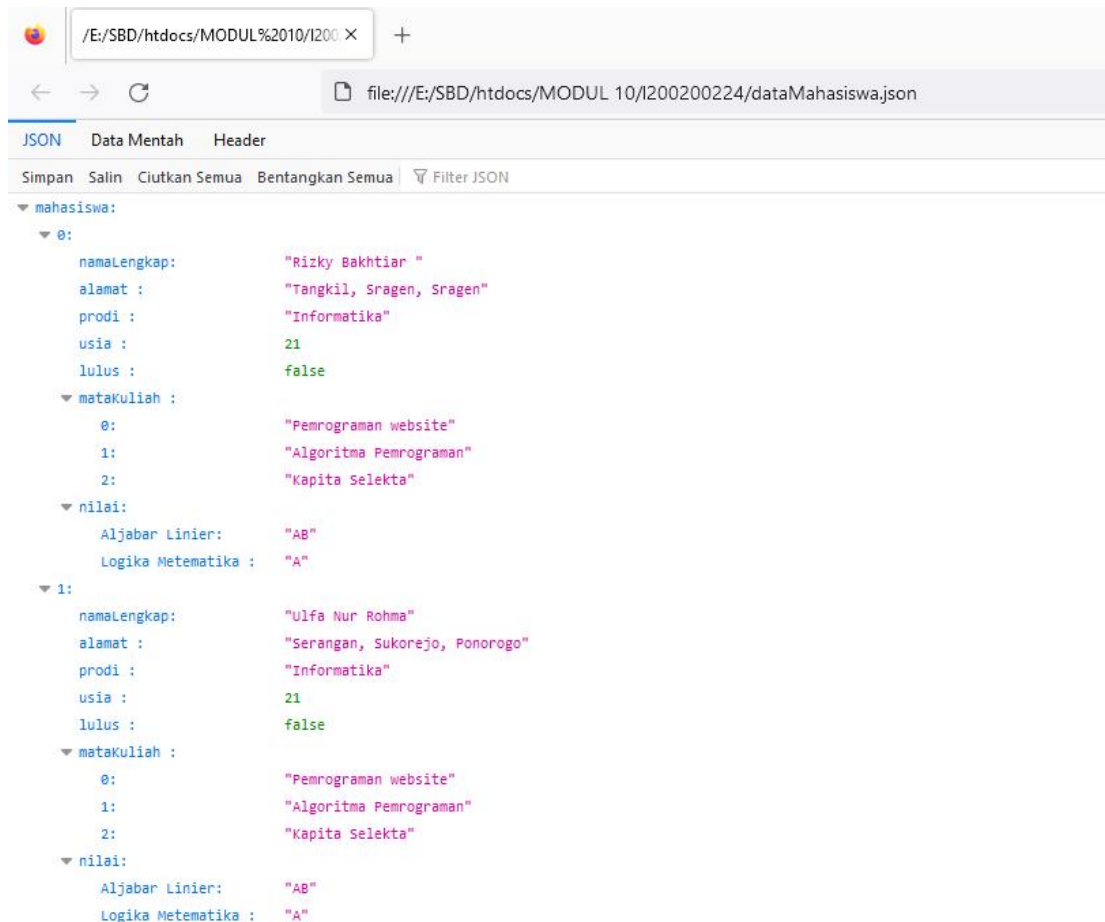 /E:/SBD/htdocs/MODUL%2010/l200
file:///E:/SBD/htdocs/MODUL 10/l200200224/dataMahasiswa.json
JSON Data Mentah Header
Simpan Salin Ciutkan Semua Bentangkan Semua Filter JSON
mahasiswa:
0:
namaLengkap: "Rizky Bakhtiar "
alamat : "Tangkil, Sragen, Sragen"
prodi : "Informatika"
usia : 21
lulus : false
mataKuliah :
0: "Pemrograman website"
1: "Algoritma Pemrograman"
2: "Kapita Selekta"
nilai:
Aljabar Linier: "AB"
Logika Metematika : "A"
1:
namaLengkap: "Ulfa Nur Rohma"
alamat : "Serangan, Sukorejo, Ponorogo"
prodi : "Informatika"
usia : 21
lulus : false
mataKuliah :
0: "Pemrograman website"
1: "Algoritma Pemrograman"
2: "Kapita Selekta"
nilai:
Aljabar Linier: "AB"
Logika Metematika : "A"